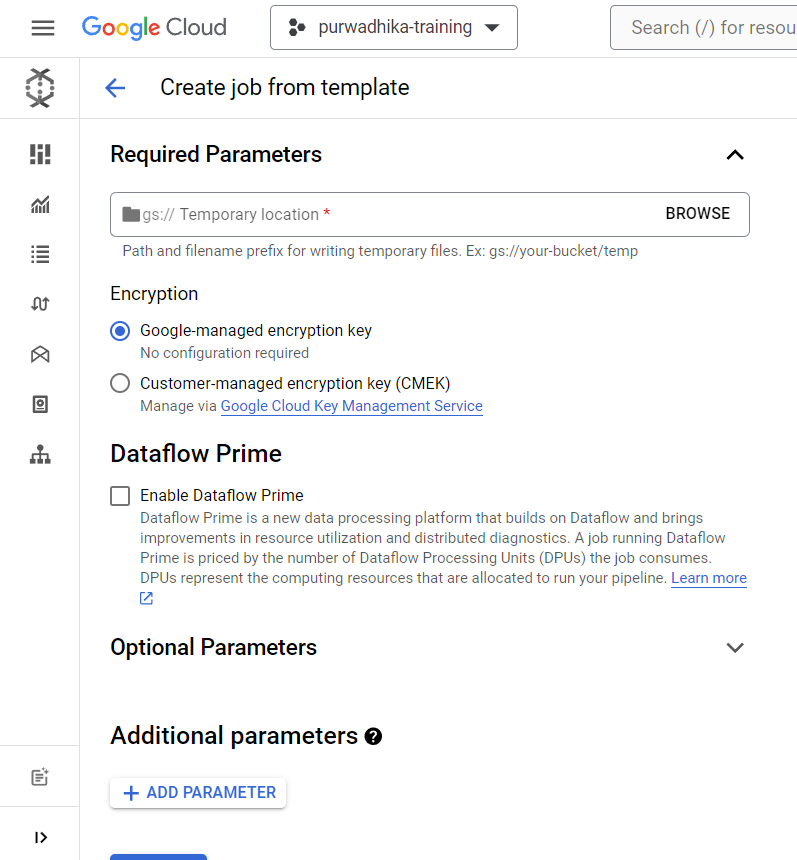 Google Cloud
purwadhika-training
Search (/) for resou
Create job from template
Required Parameters
gs:// Temporary location *
BROWSE
Path and filename prefix for writing temporary files. Ex: gs://your-bucket/temp
Encryption
Google-managed encryption key
No configuration required
Customer-managed encryption key (CMEK)
Manage via Google Cloud Key Management Service
Dataflow Prime
Enable Dataflow Prime
Dataflow Prime is a new data processing platform that builds on Dataflow and brings
improvements in resource utilization and distributed diagnostics. A job running Dataflow
Prime is priced by the number of Dataflow Processing Units (DPUs) the job consumes.
DPUs represent the computing resources that are allocated to run your pipeline. Learn more
Optional Parameters
Additional parameters
ADD PARAMETER